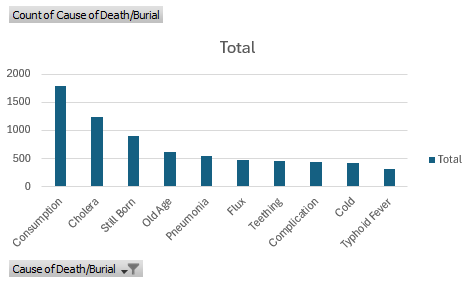 Count of Cause of Death/Burial
Total
2000
1500
1000
500
0
Consumption
Cholera
Still Born
Old Age
Pneumonia
Flux
Teething
Complication
Cold
Typhoid Fever
Total
Cause of Death/Burial